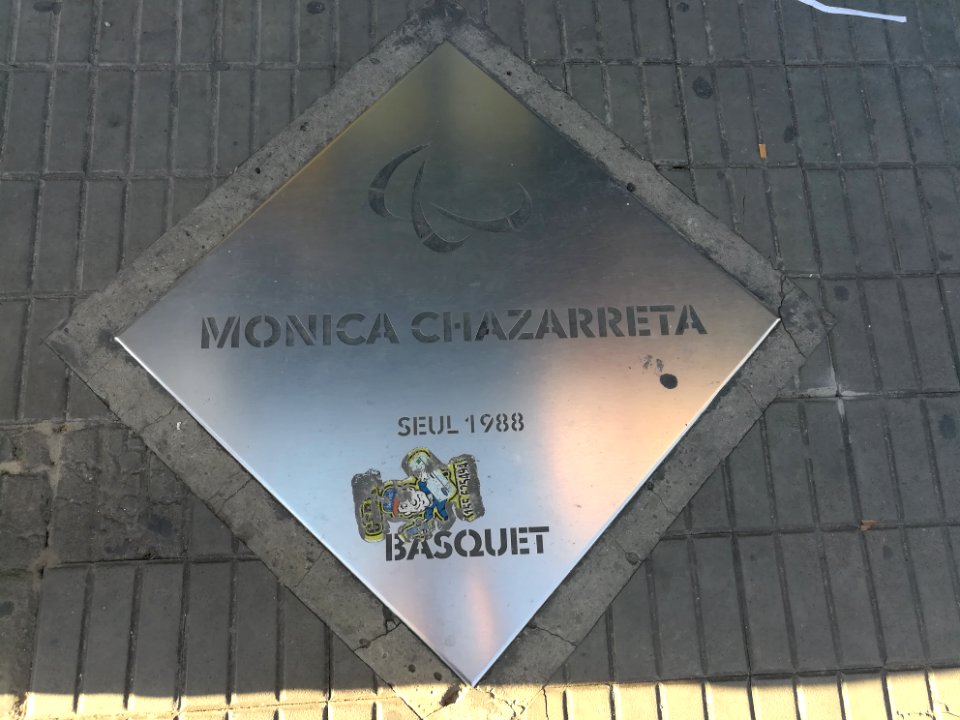 MONICA CHAZARRETA
SEUL 1988
BASQUET